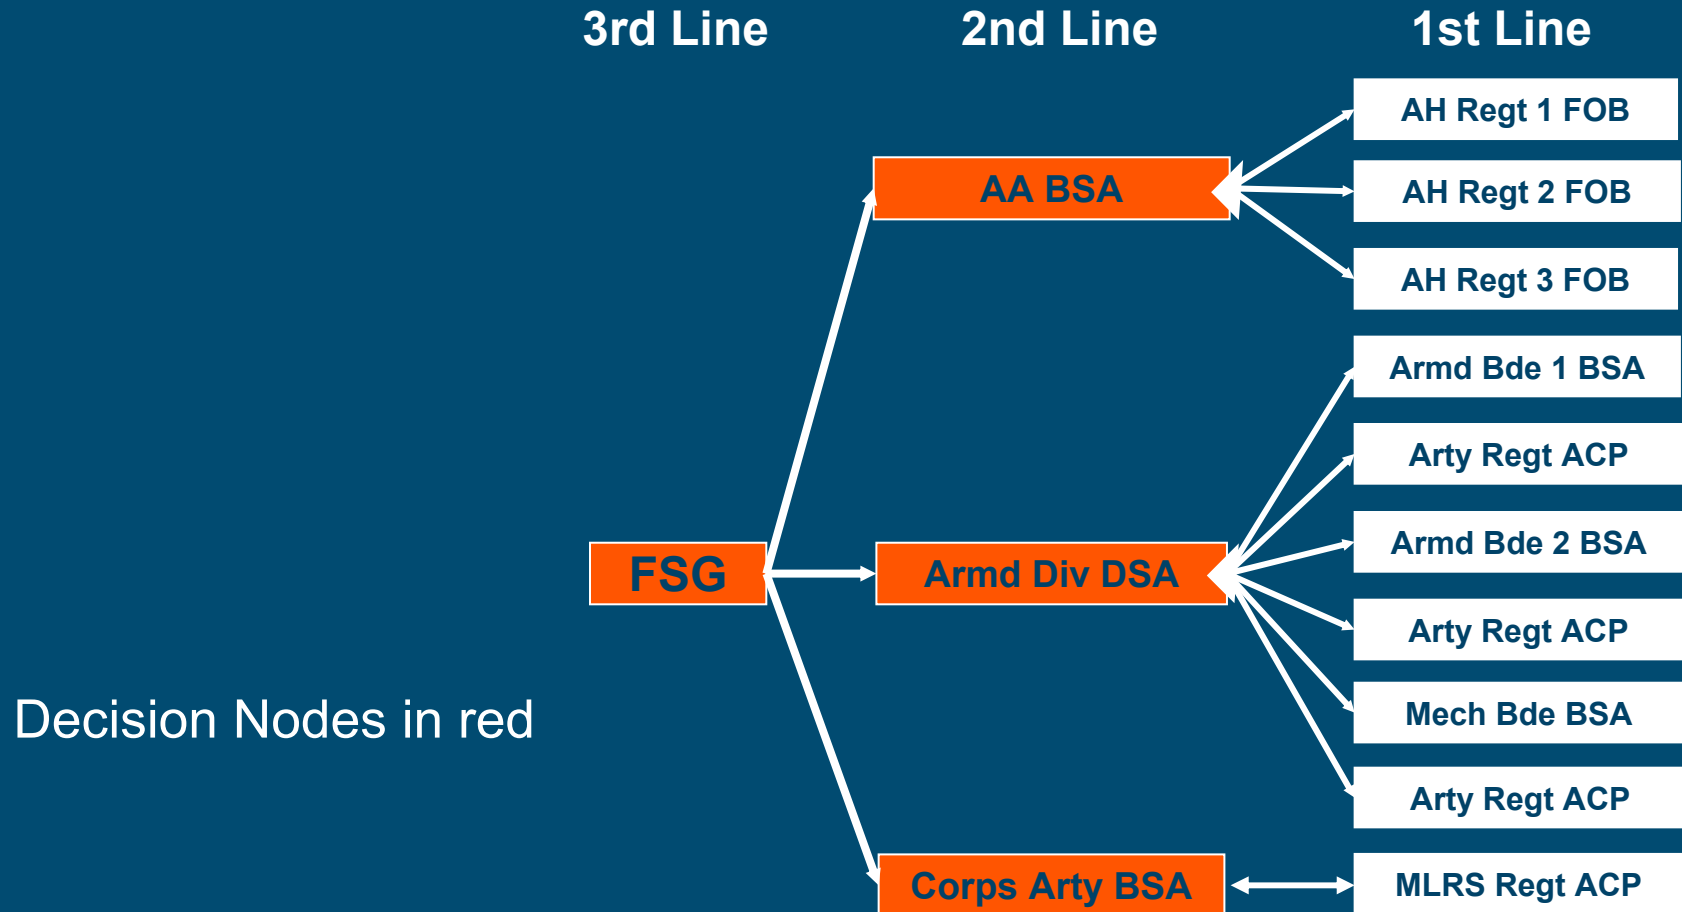 3rd Line
2nd Line
1st Line
AH Regt 1 FOB
AA BSA
AH Regt 2 FOB
AH Regt 3 FOB
Armd Bde 1 BSA
Arty Regt ACP
Armd Bde 2 BSA
FSG
Armd Div DSA
Arty Regt ACP
Decision Nodes in red
Mech Bde BSA
Arty Regt ACP
Corps Arty BSA
MLRS Regt ACP